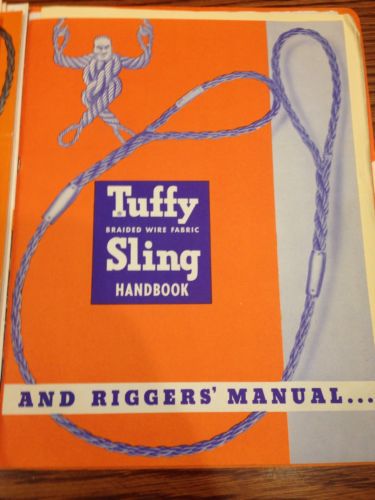 Tuffy
®
BRAIDED WIRE FABRIC
Sling
HANDBOOK
AND RIGGERS' MANUAL...